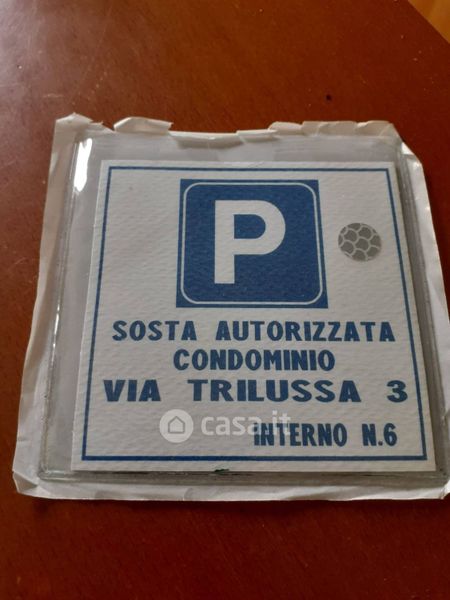 P
SOSTA AUTORIZZATA
CONDOMINIO
VIA TRILUSSA 3
casa.it
INTERNO N.6